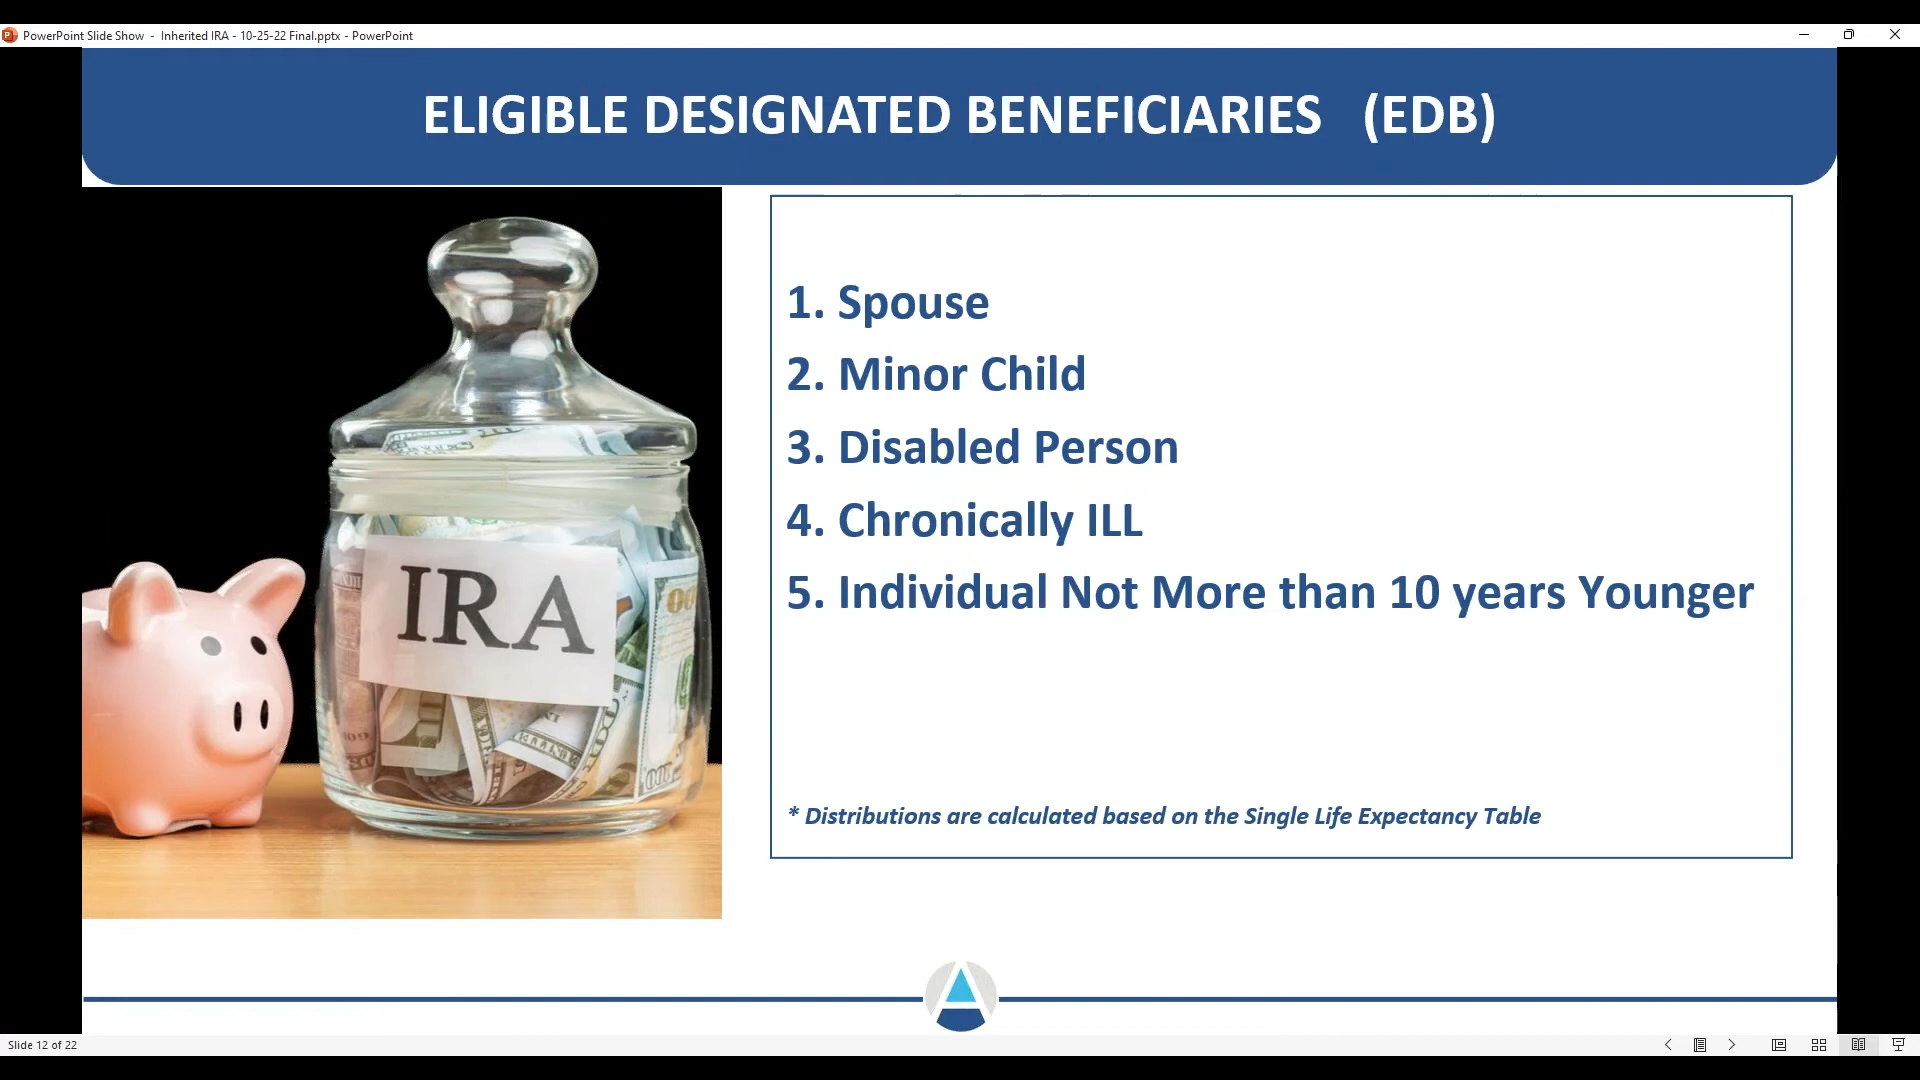 PowerPoint Slide Show - Inherited IRA - 10-25-22 Final.pptx - PowerPoint
ELIGIBLE DESIGNATED BENEFICIARIES (EDB)
1. Spouse
2. Minor Child
3. Disabled Person
4. Chronically ILL
5. Individual Not More than 10 years Younger
* Distributions are calculated based on the Single Life Expectancy Table
IRA
Slide 12 of 22